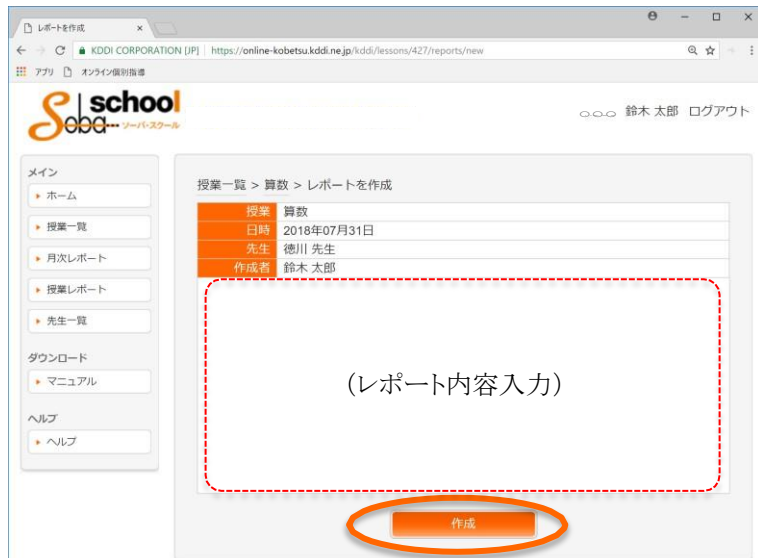 レポートを作成
KDDI CORPORATION [JP] https://online-kobetsu.kddi.ne.jp/kddi/lessons/427/reports/new
アプリ オンライン個別指導
Soba school
ソーバ・スクール
鈴木 太郎 ログアウト
メイン
ホーム
授業一覧
月次レポート
授業レポート
先生一覧
ダウンロード
マニュアル
ヘルプ
ヘルプ
授業一覧 > 算数 > レポートを作成
授業 算数
日時 2018年07月31日
先生 徳川 先生
作成者 鈴木 太郎
(レポート内容入力)
作成